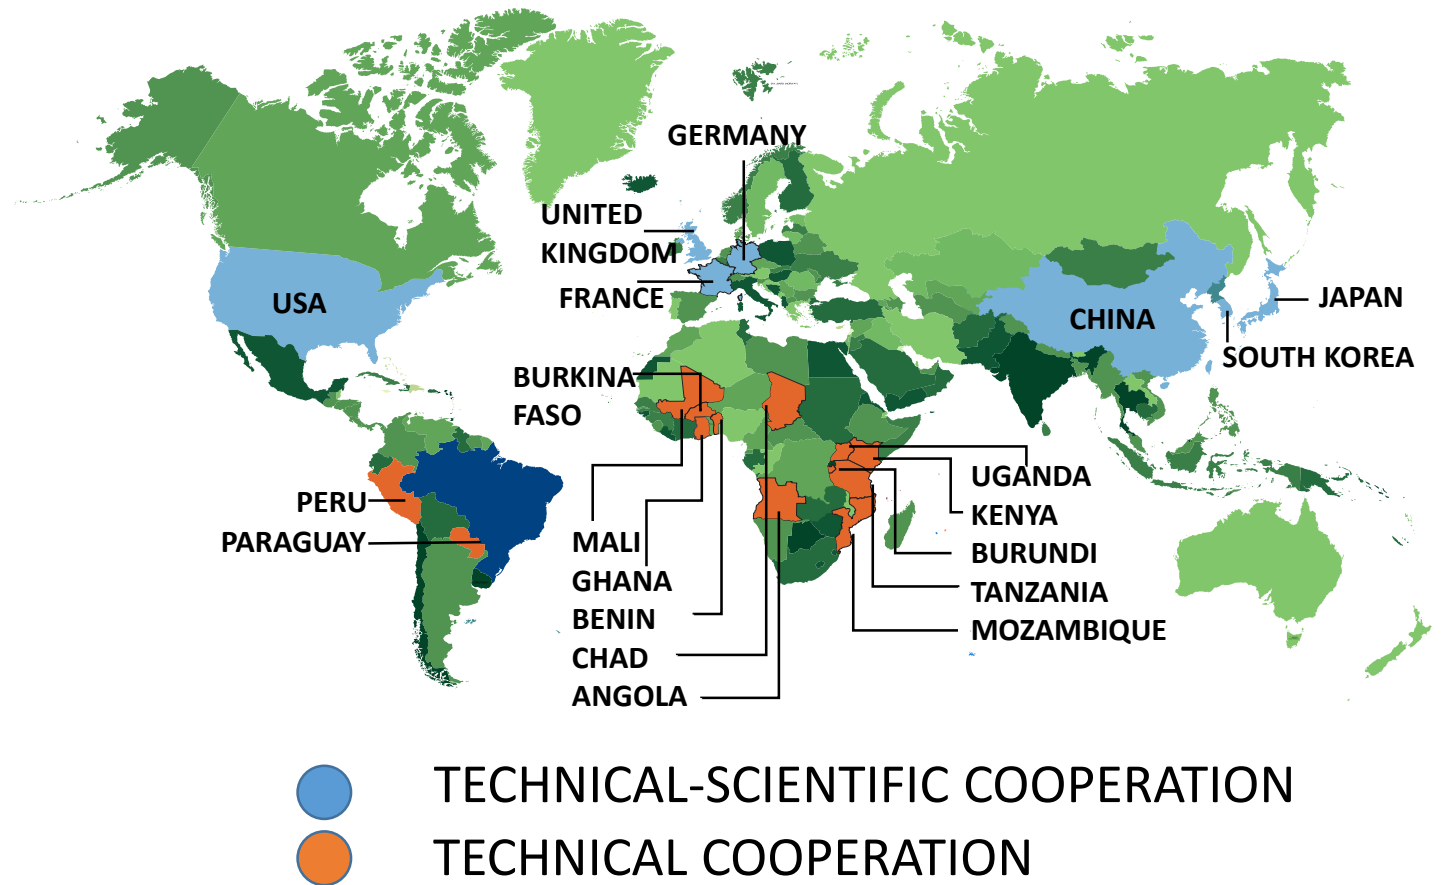 GERMANY
UNITED
KINGDOM
FRANCE
USA
CHINA
JAPAN
SOUTH KOREA
BURKINA
FASO
PERU
PARAGUAY
MALI
GHANA
BENIN
CHAD
ANGOLA
UGANDA
KENYA
BURUNDI
TANZANIA
MOZAMBIQUE
TECHNICAL-SCIENTIFIC COOPERATION
TECHNICAL COOPERATION